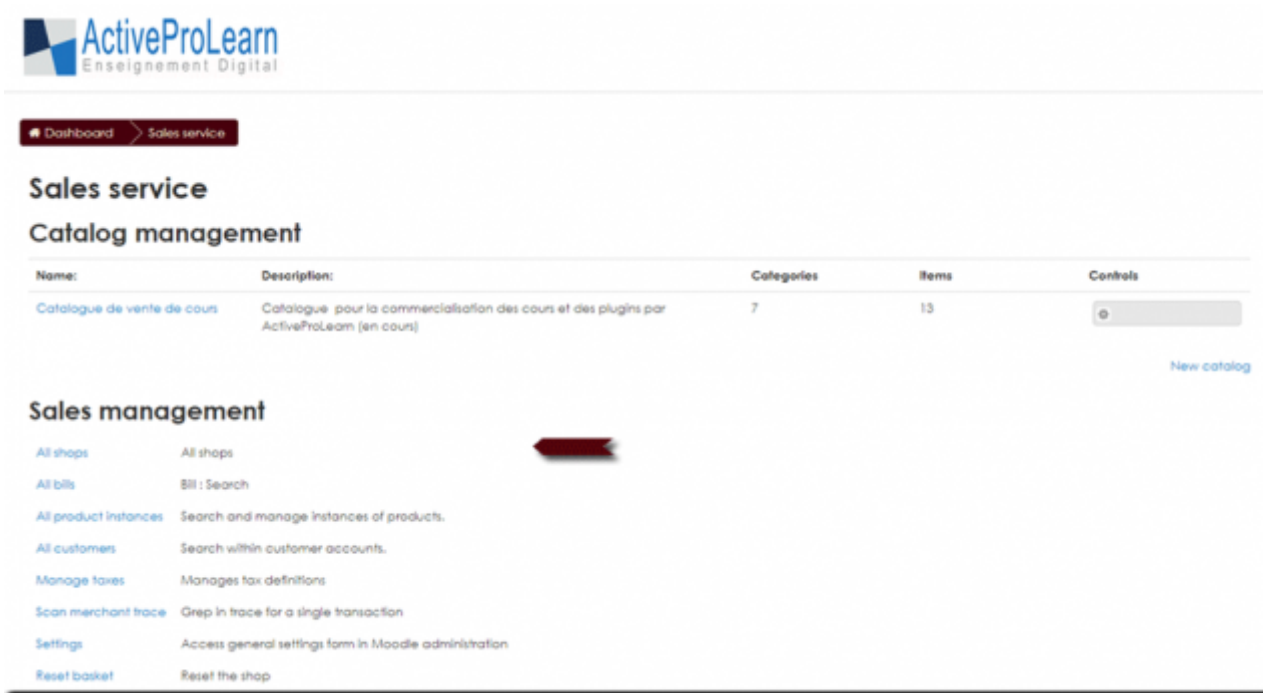 ActiveProLearn
Enseignement Digital
Dashboard Sales service
Sales service
Catalog management
Name: Description: Categories Items Controls
Catalogue de vente de cours Catalogue pour la commercialisation des cours et des plugins par 7 13
ActiveProLearn (en cours)
New catalog
Sales management
All shops All shops
All bills Bill : Search
All product instances Search and manage instances of products.
All customers Search within customer accounts.
Manage taxes Manages tax definitions
Scan merchant trace Grep in trace for a single transaction
Settings Access general settings form in Moodle administration
Reset basket Reset the shop